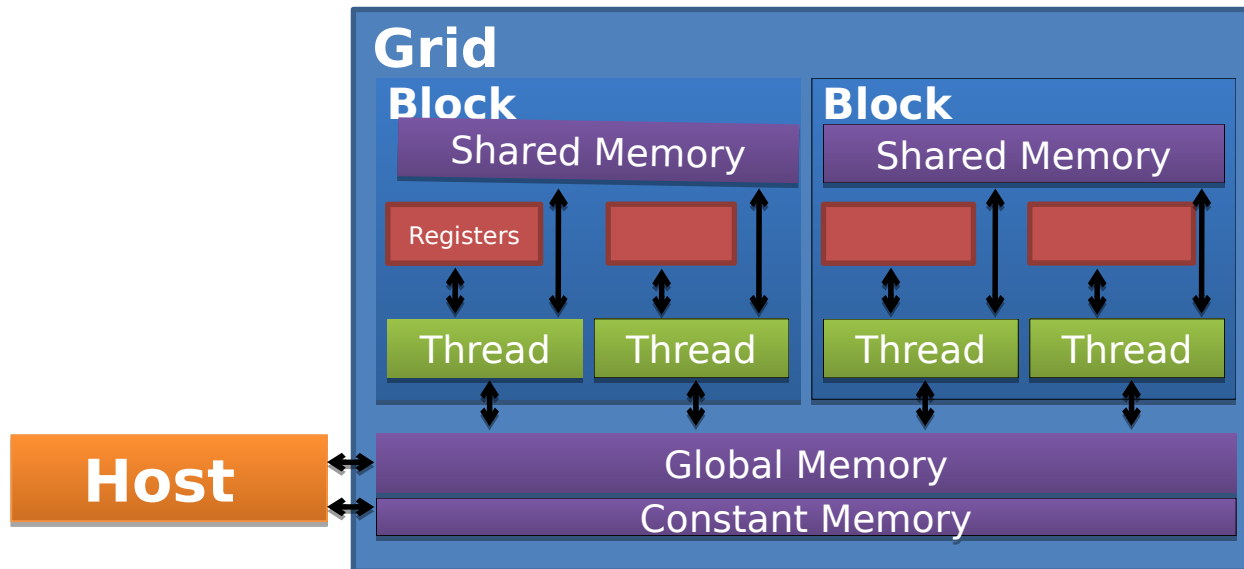 Grid
Block
Block
Shared Memory
Shared Memory
Registers
Thread
Thread
Thread
Thread
Host
Global Memory
Constant Memory